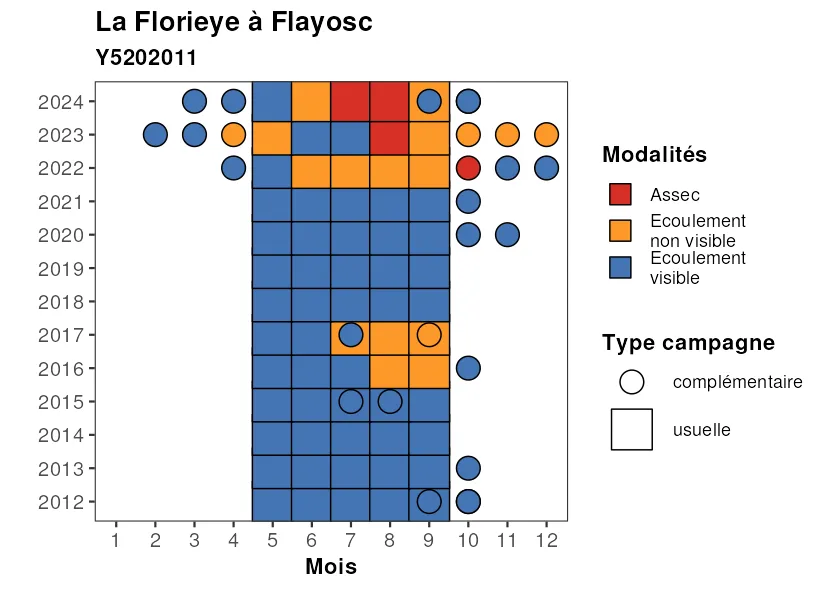 La Florieye à Flayosc
Y5202011
2024
2023
2022
2021
2020
2019
2018
2017
2016
2015
2014
2013
2012
1 2 3 4 5 6 7 8 9 10 11 12
Mois
Modalités
Assec
Ecoulement
non visible
Ecoulement
visible
Type campagne
complémentaire
usuelle